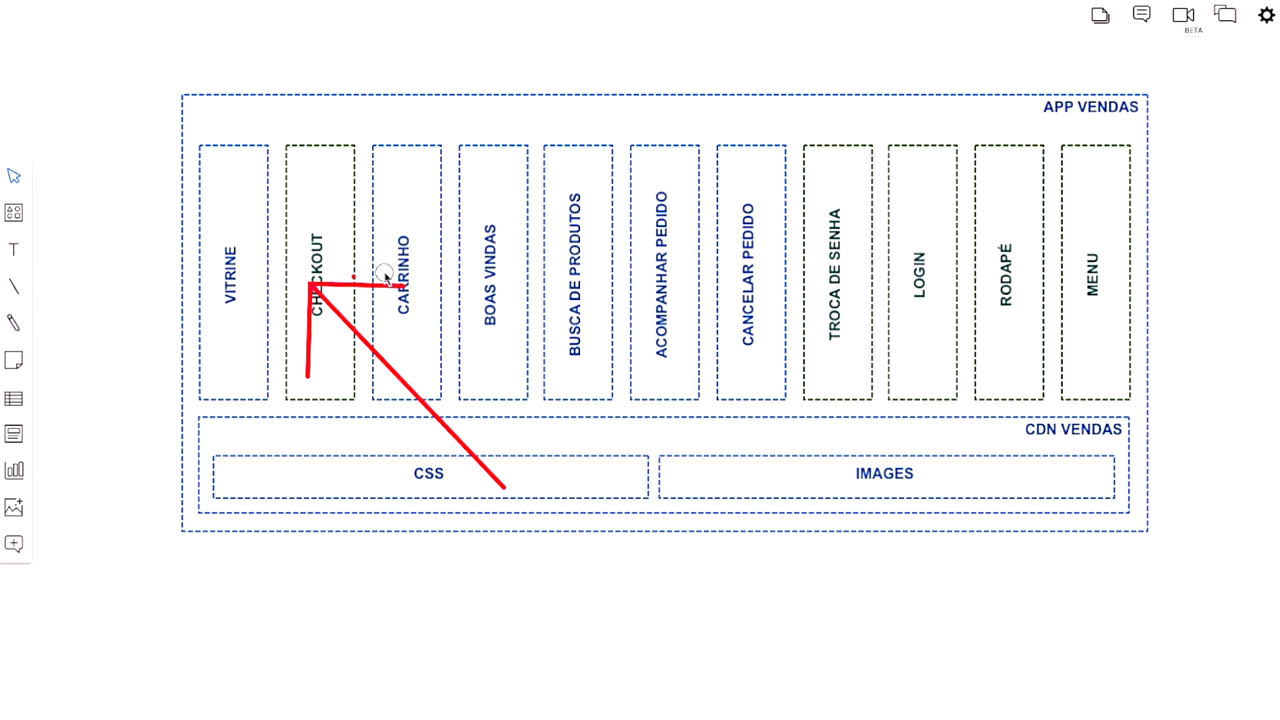 BETA
APP VENDAS
VITRINE
CHECKOUT
CARRINHO
BOAS VINDAS
BUSCA DE PRODUTOS
ACOMPANHAR PEDIDO
CANCELAR PEDIDO
TROCA DE SENHA
LOGIN
RODAPÉ
MENU
CDN VENDAS
CSS
IMAGES